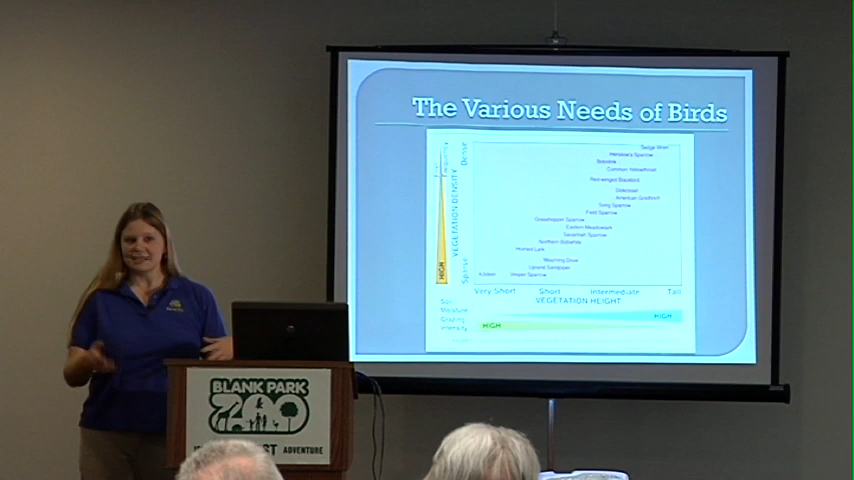 The Various Needs of Birds
Dense
VEGETATION DENSITY
Sparse
HIGH
Sedge Wren
Henslow's Sparrow
Bobolink
Common Yellowthroat
Red-winged Blackbird
Dickcissel
American Goldfinch
Song Sparrow
Field Sparrow
Grasshopper Sparrow
Eastern Meadowlark
Savannah Sparrow
Northern Bobwhite
Horned Lark
Mourning Dove
Upland Sandpiper
Killdeer
Vesper Sparrow
Very Short Short Intermediate Tall
VEGETATION HEIGHT
Soil
Moisture
HIGH
Grazing
Intensity
HIGH
BLANK PARK
ZOO
ADVENTURE